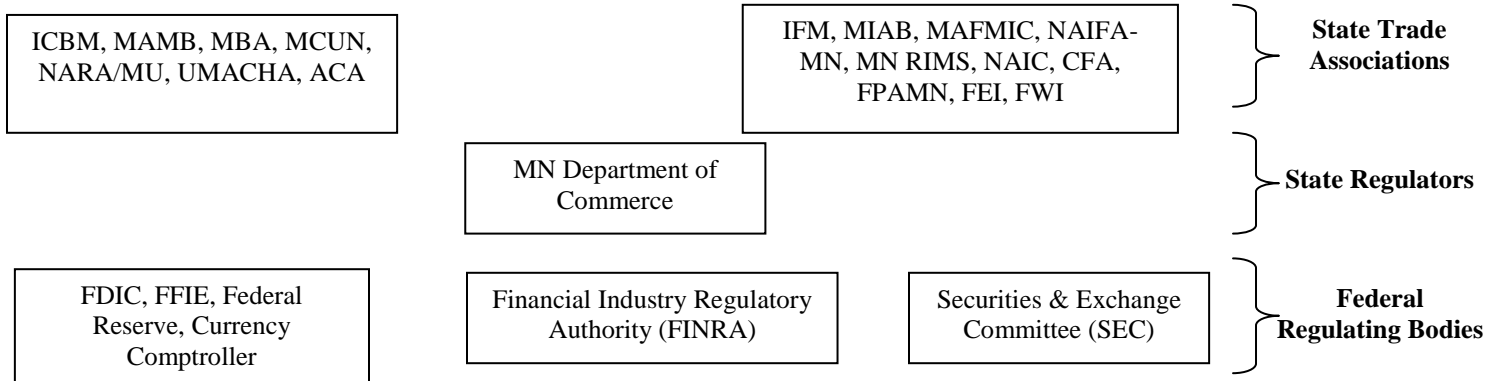 ICBM, MAMB, MBA, MCUN,
NARA/MU, UMACHA, ACA
IFM, MIAB, MAFMIC, NAIFA-
MN, MN RIMS, NAIC, CFA,
FPAMN, FEI, FWI
State Trade
Associations
MN Department of
Commerce
State Regulators
FDIC, FFIE, Federal
Reserve, Currency
Comptroller
Financial Industry Regulatory
Authority (FINRA)
Securities & Exchange
Committee (SEC)
Federal
Regulating Bodies